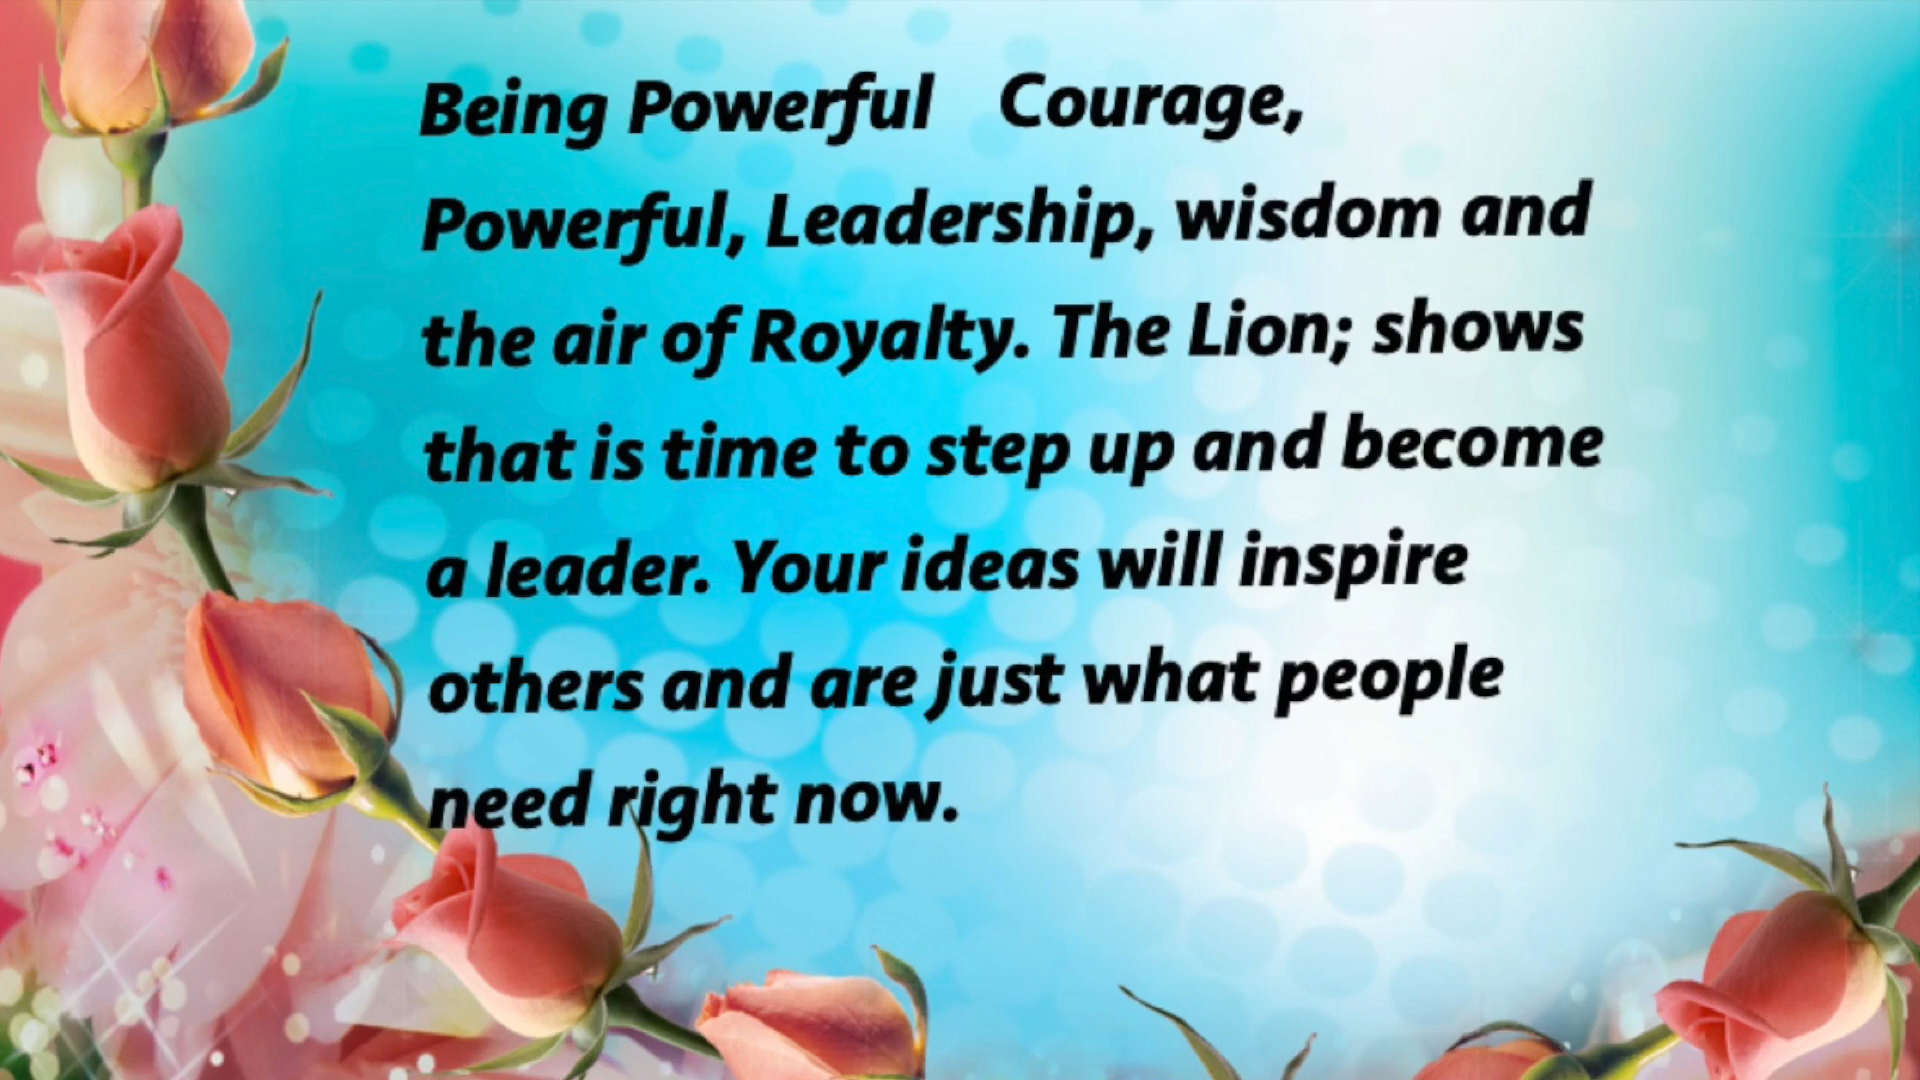 Being Powerful Courage,
Powerful, Leadership, wisdom and
the air of Royalty. The Lion; shows
that is time to step up and become
a leader. Your ideas will inspire
others and are just what people
need right now.